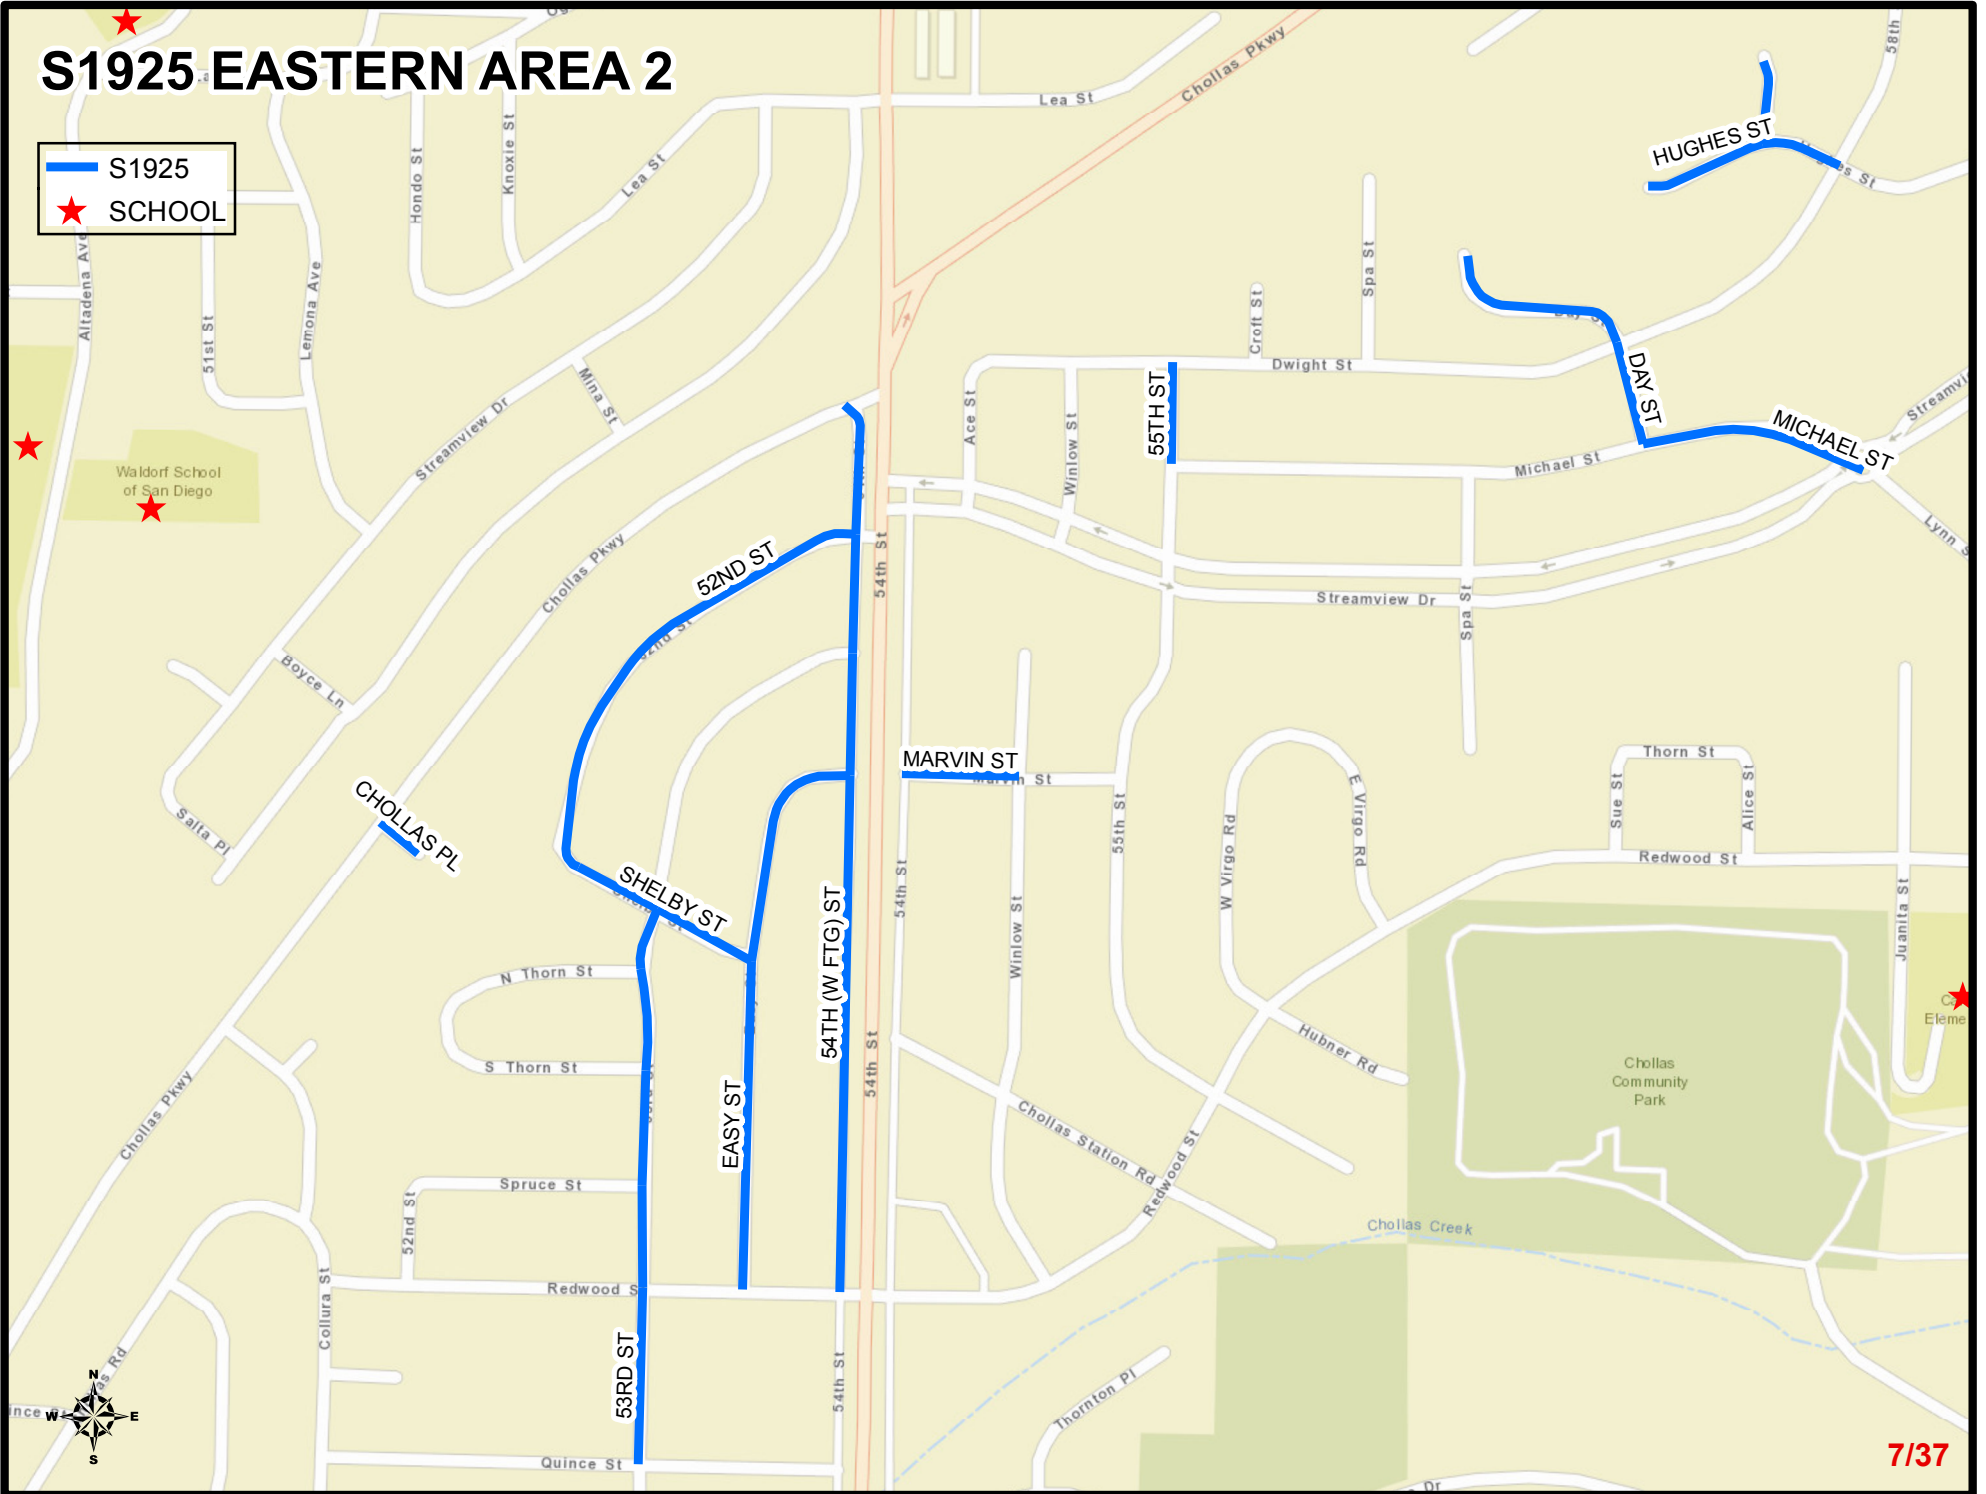 S1925 EASTERN AREA 2
S1925
SCHOOL
Lea St
Chollas Pkwy
58th
HUGHES ST
Hondo St
Knoxie St
Lea St
Altadena Ave
51st St
Lemona Ave
Mina St
Streamview Dr
Waldorf School
of San Diego
Chollas Pkwy
Croft St
Spa St
Dwight St
Ace St
Winlow St
55TH ST
DAY ST
MICHAEL ST
Michael St
Streamvi
Lynn S
52ND ST
54th St
Streamview Dr
Spa St
Boyce Ln
Salta Pl
CHOLLAS PL
MARVIN ST
Marvin St
55th St
W Virgo Rd
E Virgo Rd
Thorn St
Sue St
Alice St
Redwood St
Juanita St
SHELBY ST
54TH (W FTG) ST
54th St
Winlow St
N Thorn St
S Thorn St
EASY ST
54th St
Hubner Rd
Chollas
Community
Park
Eleme
Chollas Station Rd
Redwood St
Chollas Creek
Chollas Pkwy
Spruce St
52nd St
Redwood S
Collura St
53RD ST
54th St
Thornton Pl
Quince St
N
W
E
S
7/37